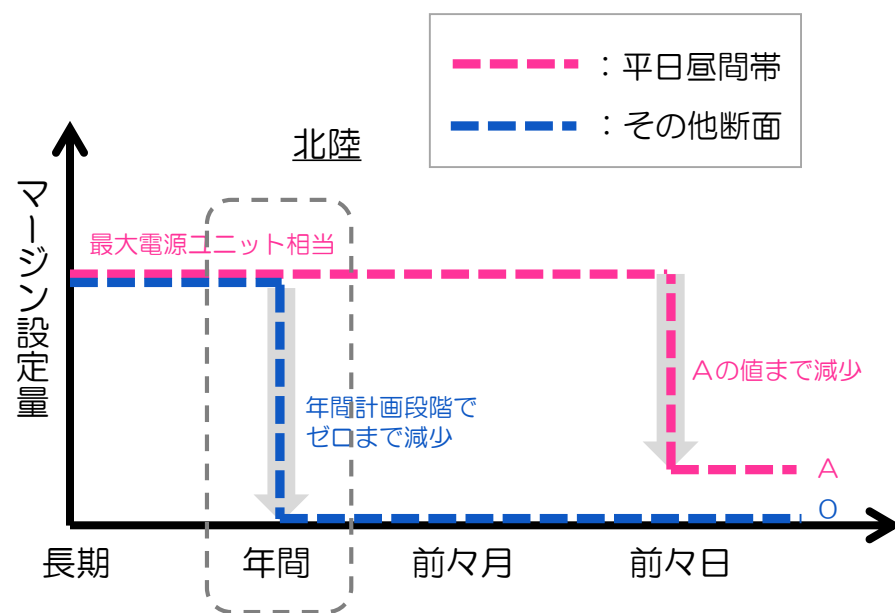 ：平日昼間帯
：その他断面
北陸
マージン設定量
最大電源ユニット相当
Aの値まで減少
年間計画段階で
ゼロまで減少
A
0
長期
年間
前々月
前々日